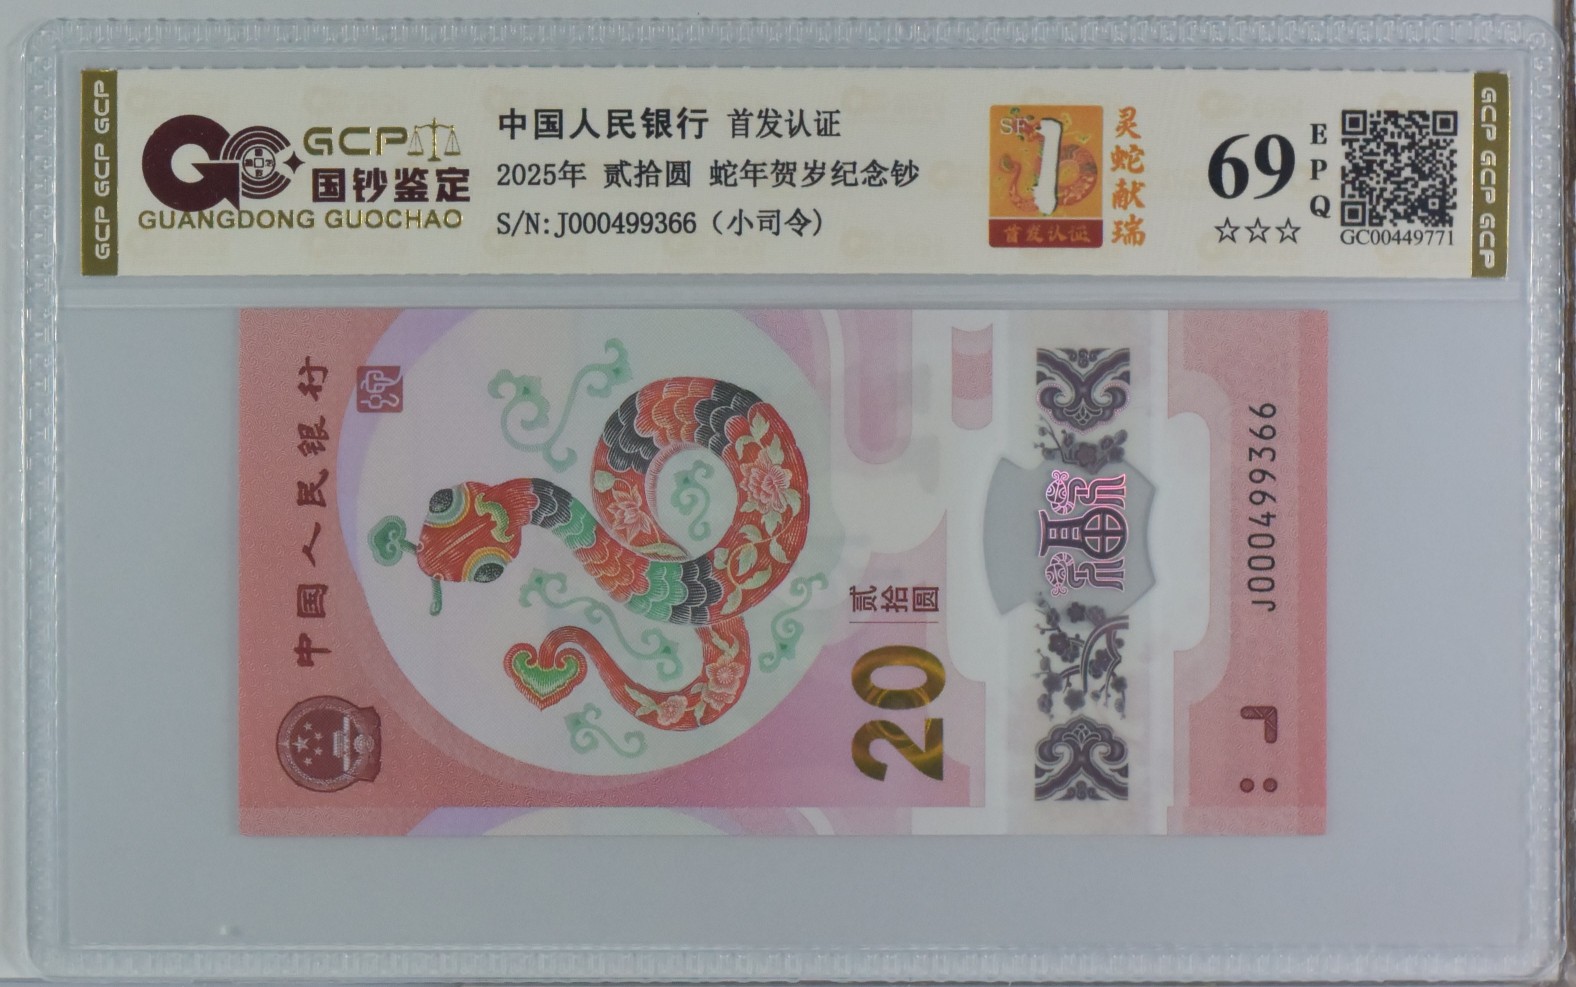 GCP GCP GCP
GCP
国钞鉴定
GUANGDONG GUOCHAO
中国人民银行 首发认证
2025年 贰拾圆 蛇年贺岁纪念钞
S/N:J000499366（小司令）
首发认证
灵蛇献瑞
69
EPQ
☆☆☆
GC00449771
GCP GCP GCP
中国人民银行
贰拾圆
20
J000499366